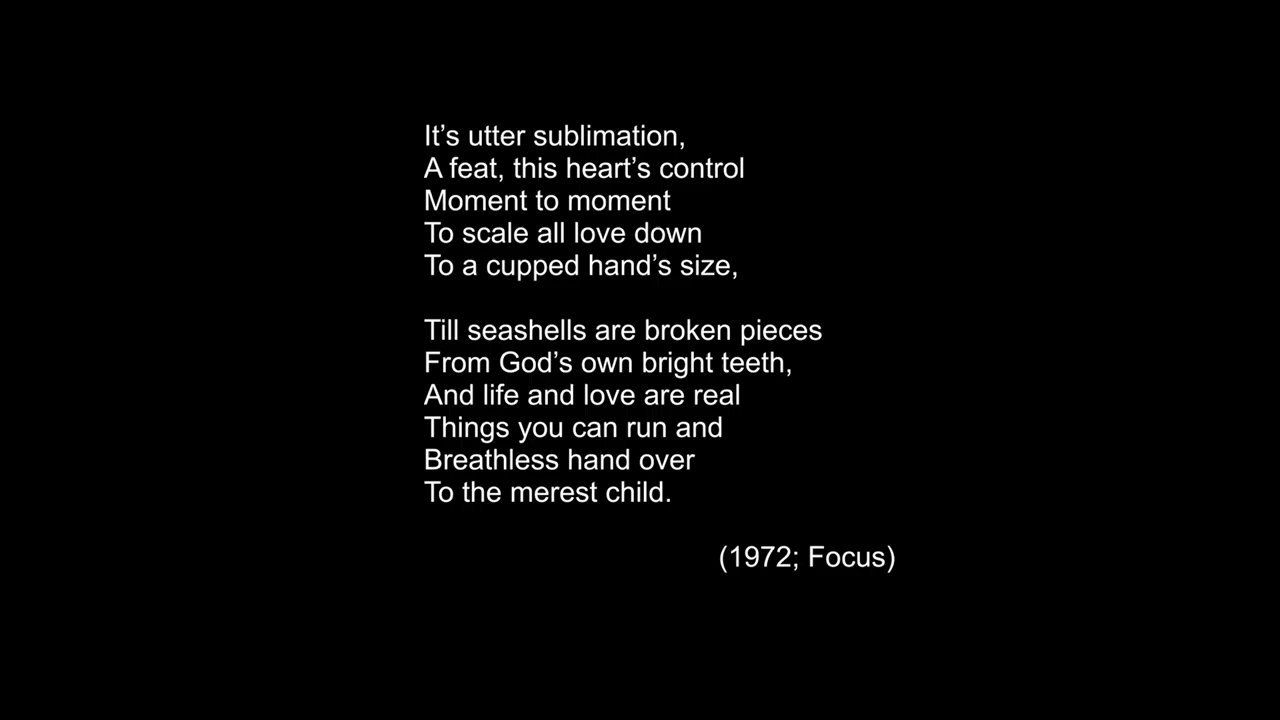 It’s utter sublimation,
A feat, this heart’s control
Moment to moment
To scale all love down
To a cupped hand’s size,
Till seashells are broken pieces
From God’s own bright teeth,
And life and love are real
Things you can run and
Breathless hand over
To the merest child.
(1972; Focus)